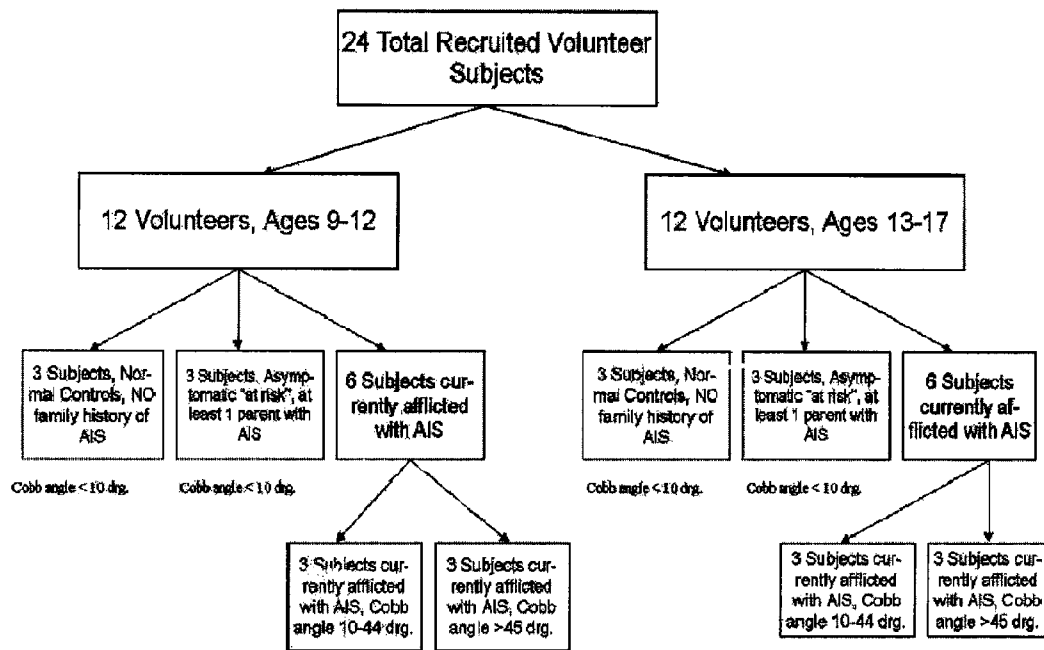 24 Total Recruited Volunteer
Subjects
12 Volunteers, Ages 9-12
12 Volunteers, Ages 13-17
3 Subjects, Nor-
mal Controls, NO
family history of
AIS
3 Subjects, Asymp-
tomatic "at risk", at
least 1 parent with
AIS
6 Subjects cur-
rently afflicted
with AIS
3 Subjects, Nor-
mal Controls, NO
family history of
AIS
3 Subjects, Asymp-
tomatic "at risk", at
least 1 parent with
AIS
6 Subjects
currently af-
flicted with AIS
Cobb angle < 10 drg.
Cobb angle < 10 drg.
Cobb angle < 10 drg.
Cobb angle < 10 drg.
3 Subjects cur-
rently afflicted
with AIS, Cobb
angle 10-44 drg.
3 Subjects cur-
rently afflicted
with AIS, Cobb
angle >45 drg.
3 Subjects cur-
rently afflicted
with AIS, Cobb
angle 10-44 drg.
3 Subjects cur-
rently afflicted
with AIS, Cobb
angle >45 drg.